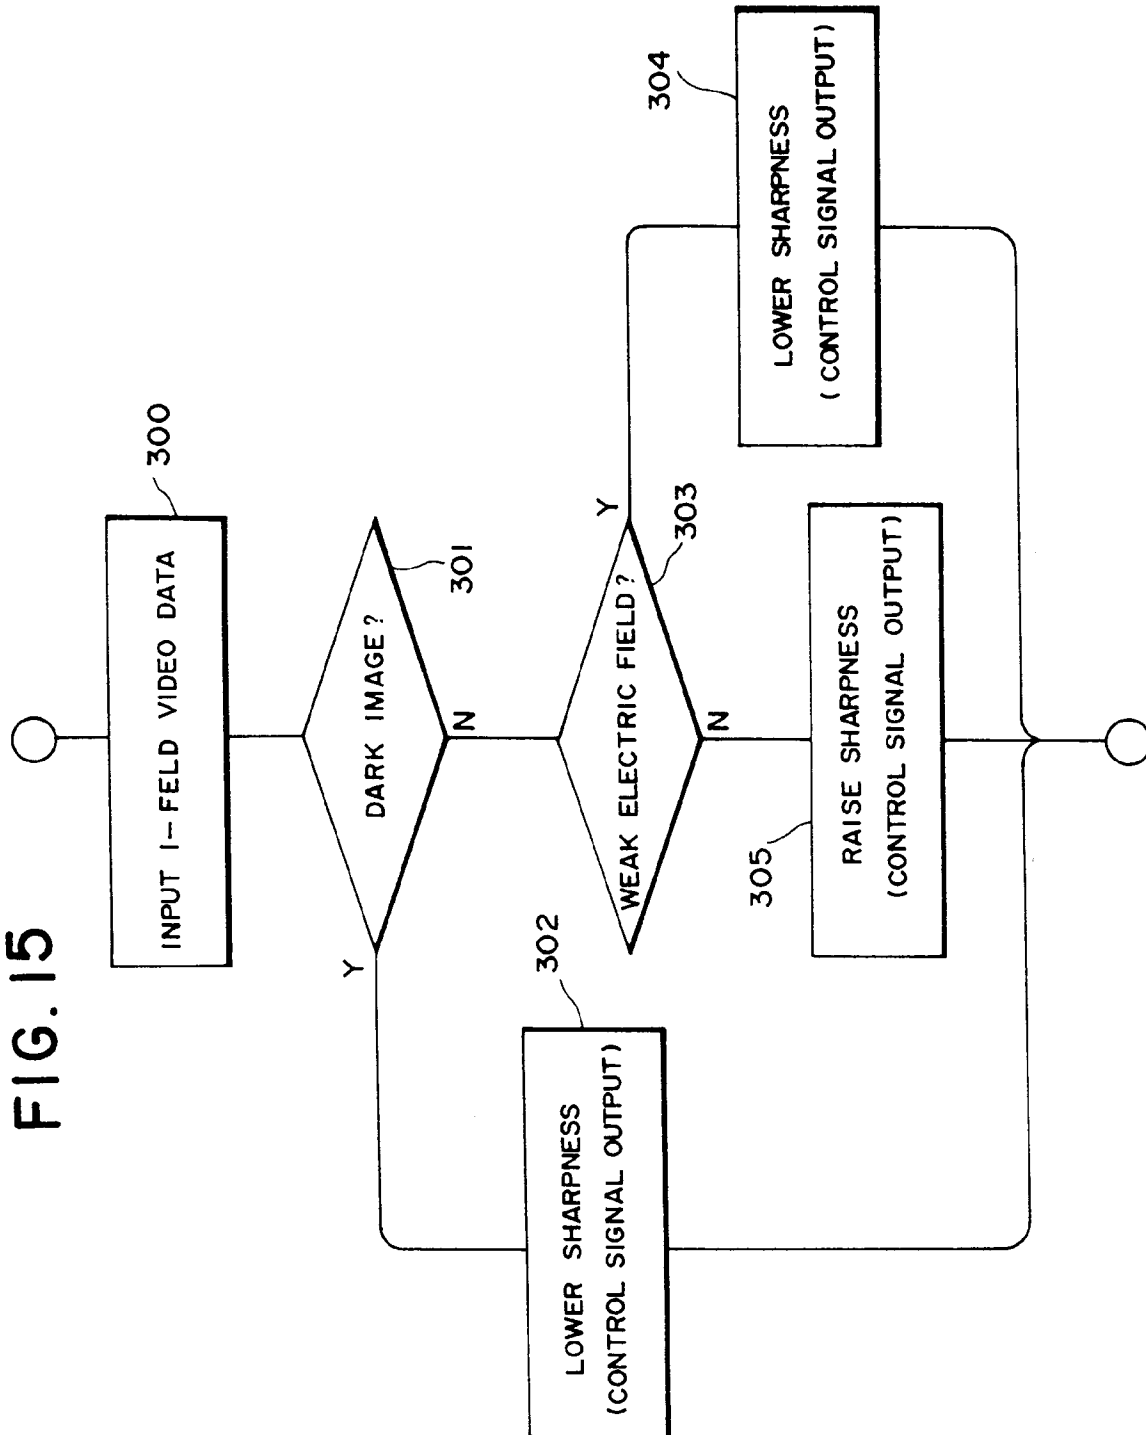 FIG. 15
INPUT 1-FELD VIDEO DATA
300
DARK IMAGE?
301
Y
N
LOWER SHARPNESS
(CONTROL SIGNAL OUTPUT)
302
WEAK ELECTRIC FIELD?
303
Y
N
LOWER SHARPNESS
(CONTROL SIGNAL OUTPUT)
304
RAISE SHARPNESS
(CONTROL SIGNAL OUTPUT)
305